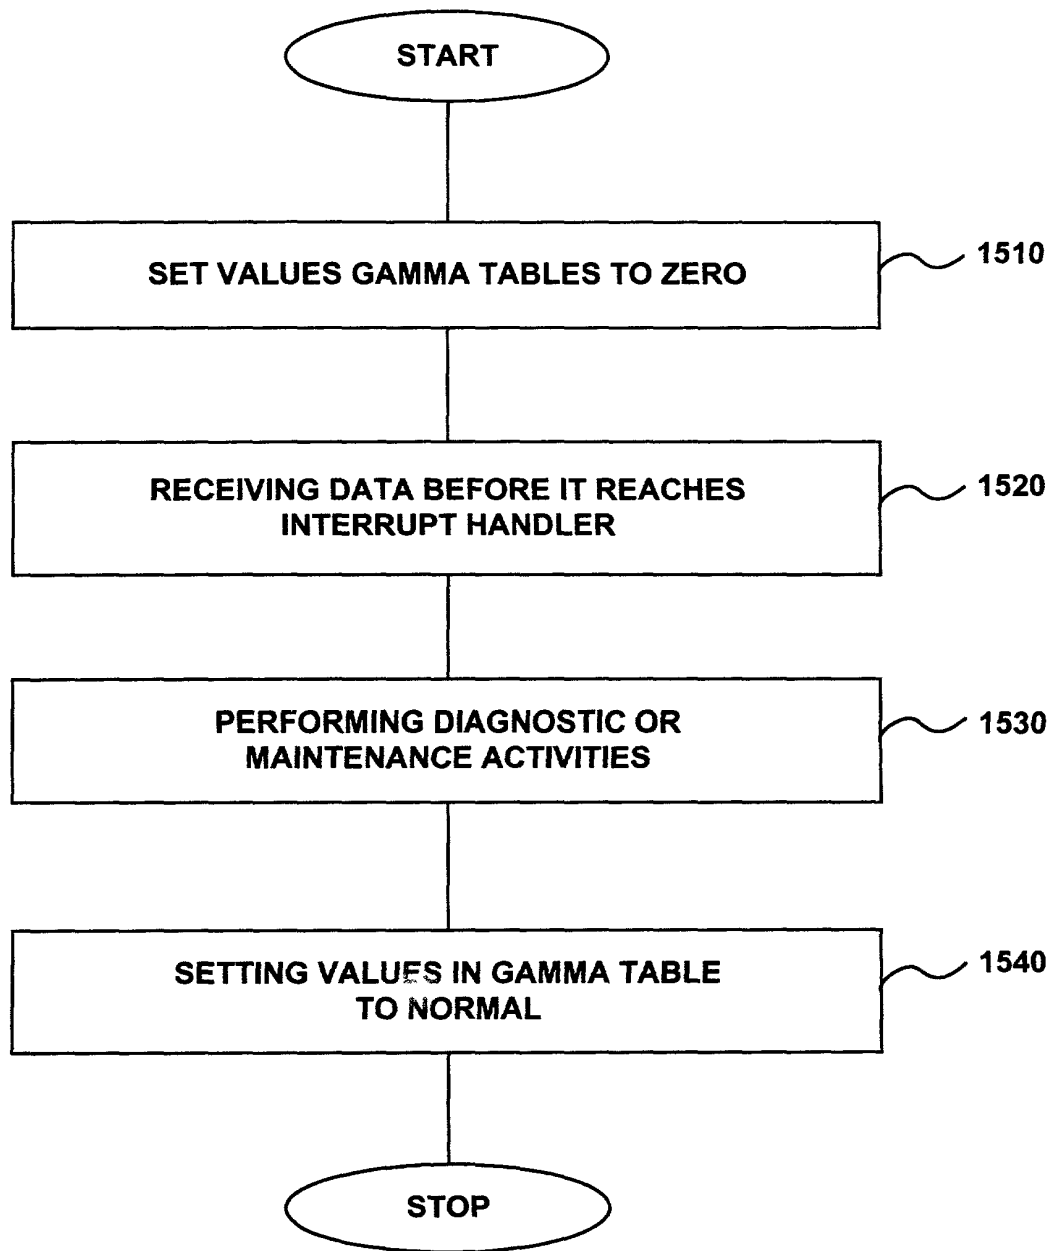 START
SET VALUES GAMMA TABLES TO ZERO
1510
RECEIVING DATA BEFORE IT REACHES
INTERRUPT HANDLER
1520
PERFORMING DIAGNOSTIC OR
MAINTENANCE ACTIVITIES
1530
SETTING VALUES IN GAMMA TABLE
TO NORMAL
1540
STOP